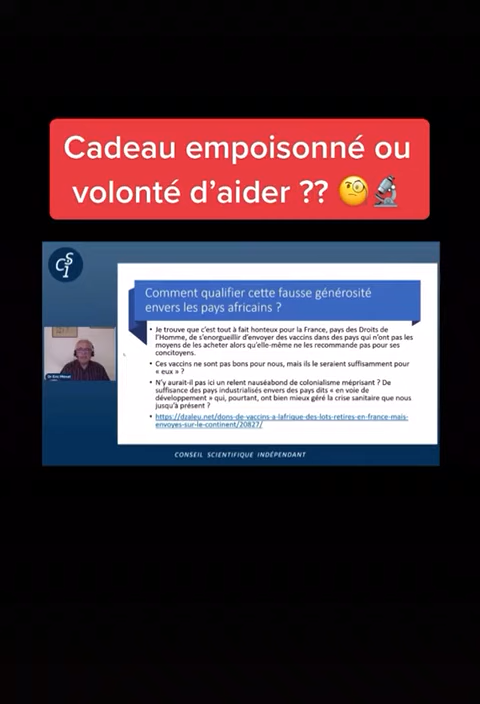 Cadeau empoisonné ou
volonté d'aider ?? 🧐🔬
CSI
Comment qualifier cette fausse générosité
envers les pays africains ?
• Je trouve que c'est tout à fait honteux pour la France, pays des Droits de
l'Homme, de s'enorgueillir d'envoyer des vaccins dans des pays qui n'ont pas les
moyens de les acheter alors qu'elle-même ne les recommande pas pour ses
concitoyens.
• Ces vaccins ne sont pas bons pour nous, mais ils le seraient suffisamment pour
« eux » ?
• N'y aurait-il pas ici un relent nauséabond de colonialisme méprisant ? De
suffisance des pays industrialisés envers des pays dits « en voie de
développement » qui, pourtant, ont bien mieux géré la crise sanitaire que nous
jusqu'à présent ?
• https://dzaleu.net/dons-de-vaccins-a-lafrique-des-lots-retires-en-france-mais-
envoyes-sur-le-continent/20827/
CONSEIL SCIENTIFIQUE INDÉPENDANT